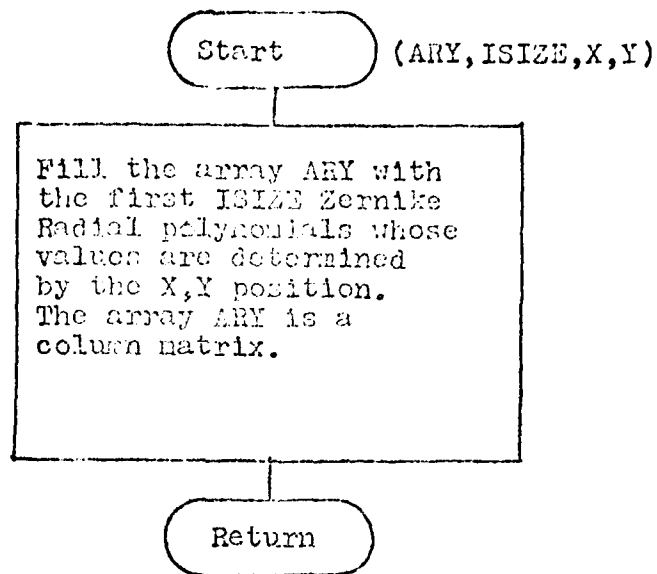 Start (ARY,ISIZE,X,Y)
Fill the array ARY with
the first ISIZE Zernike
Radial polynomials whose
values are determined
by the X,Y position.
The array ARY is a
column matrix.
Return